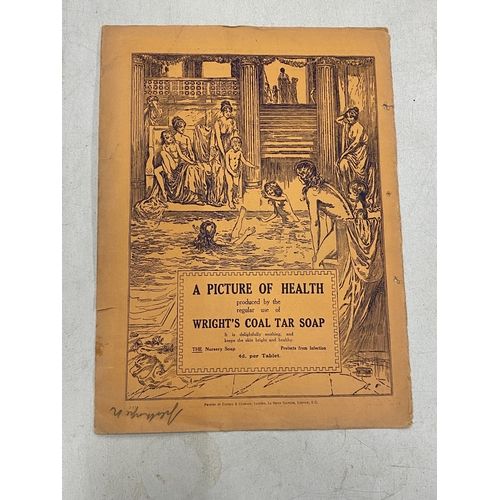 A PICTURE OF HEALTH
produced by the
regular use of
WRIGHT'S COAL TAR SOAP
It is delightfully soothing and
keeps the skin bright and healthy.
THE Nursery Soap Protects from Infection
4d. per Tablet.
London,